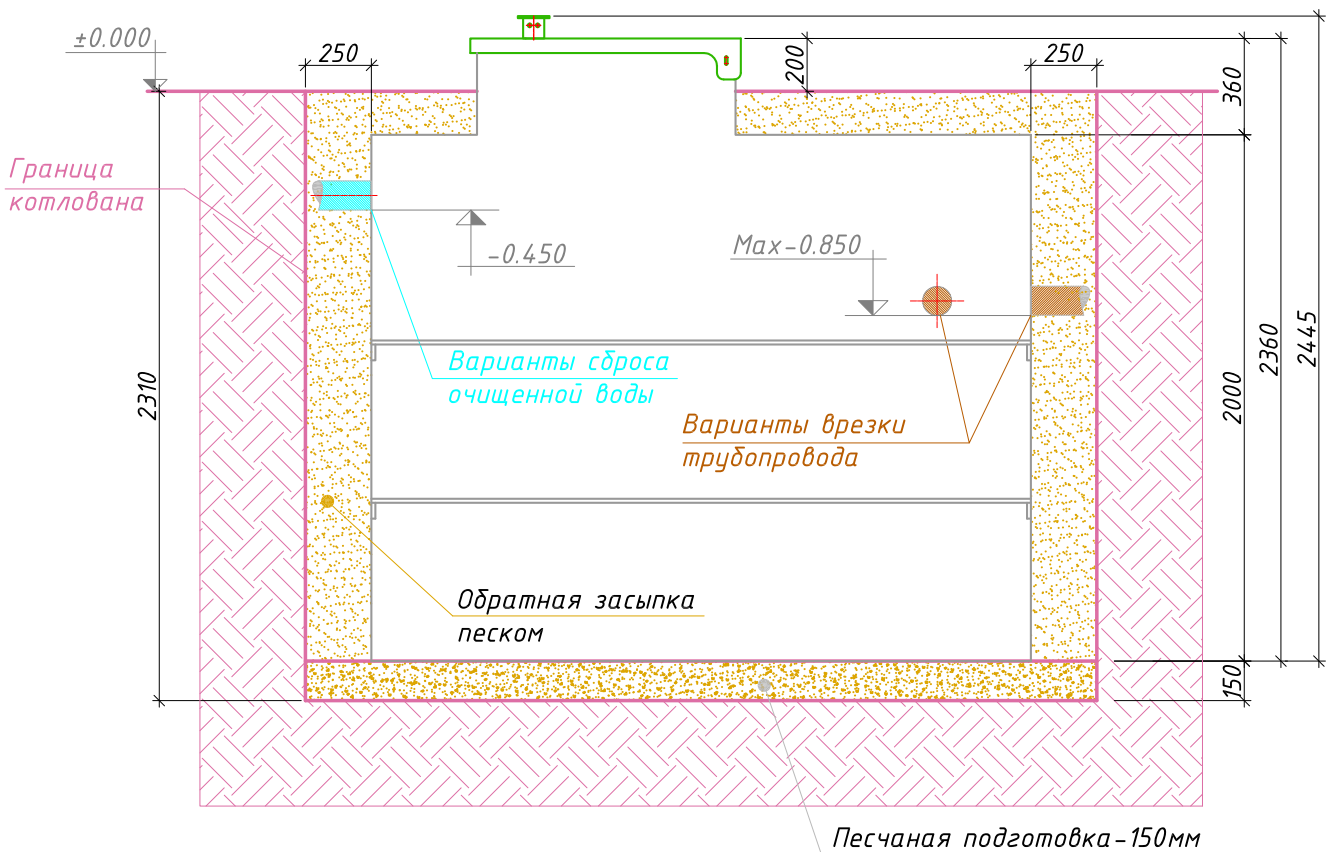 ±0.000
250
200
250
360
Граница
котлована
-0.450
Max-0.850
2310
Варианты сброса
очищенной воды
Варианты врезки
трубопровода
2000
2360
2445
Обратная засыпка
песком
150
Песчаная подготовка-150мм